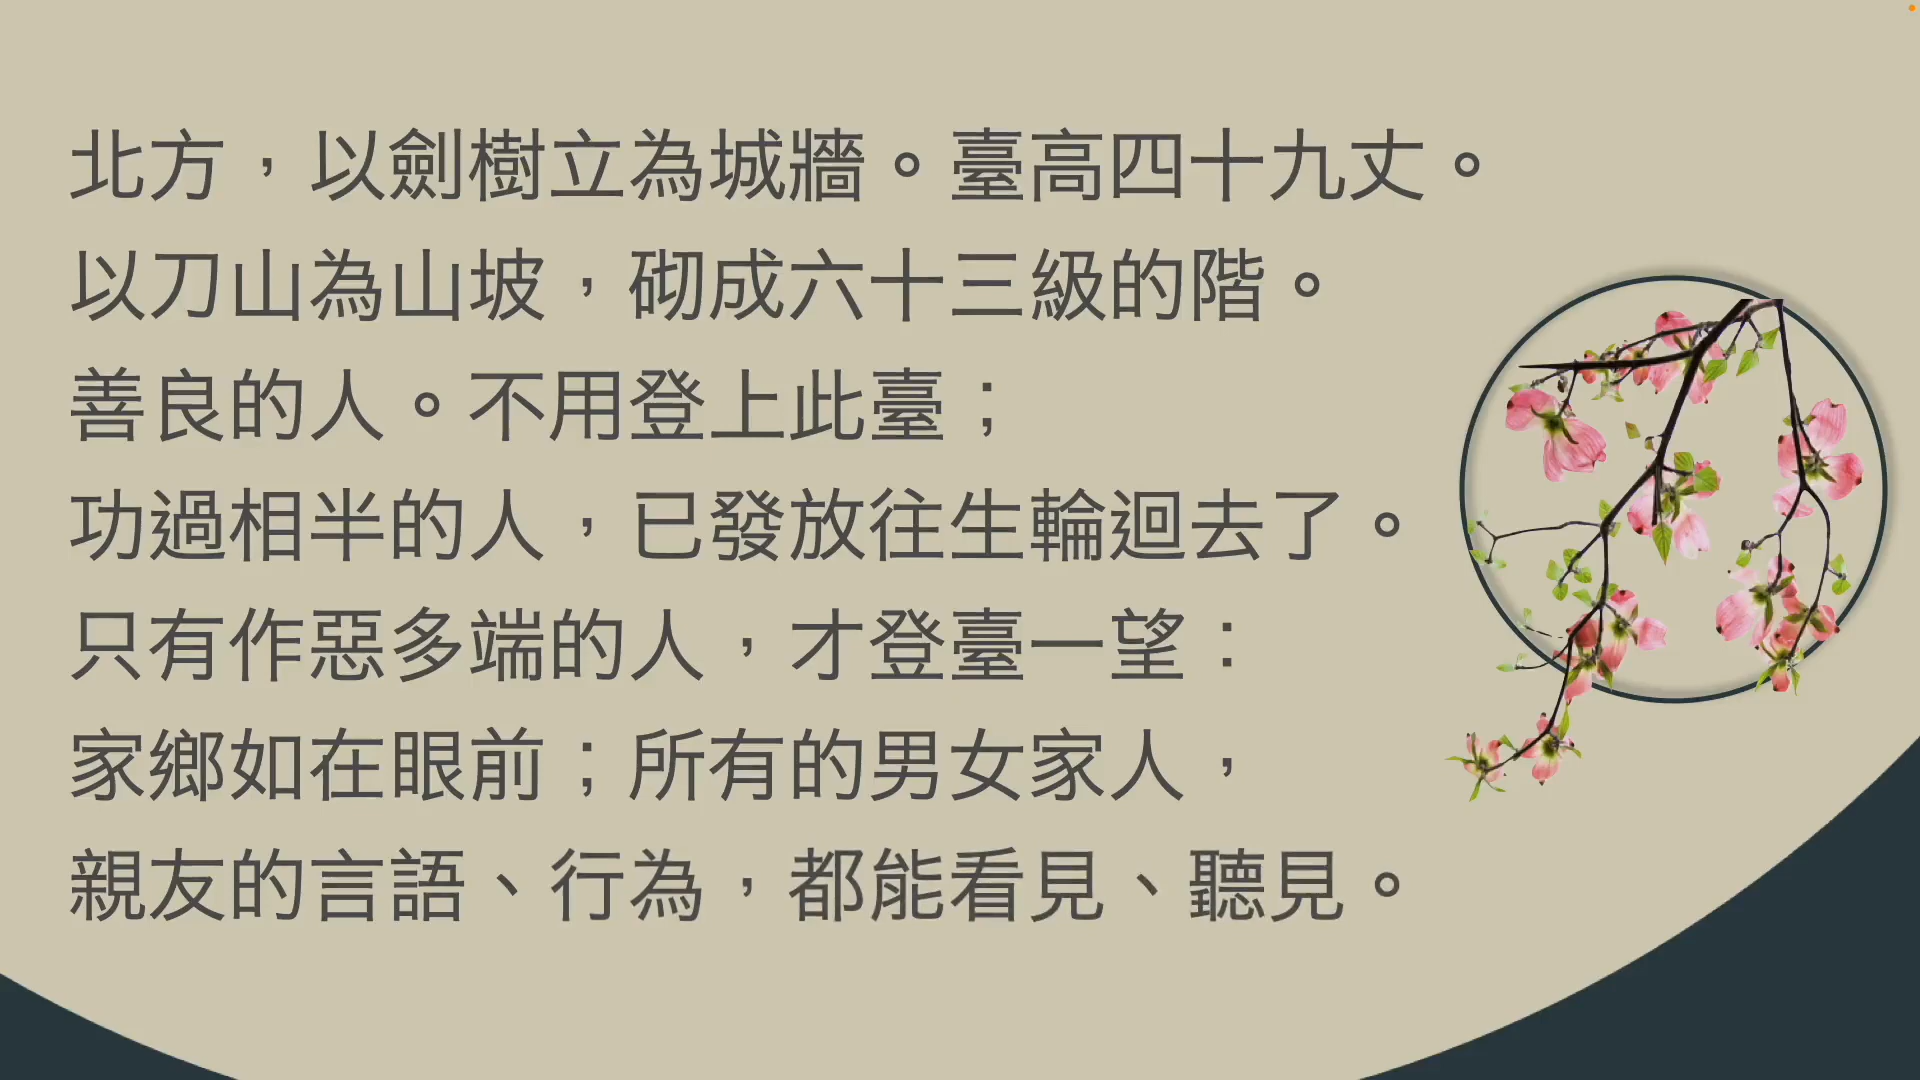 北方，以劍樹立為城牆。臺高四十九丈。
以刀山為山坡，砌成六十三級的階。
善良的人。不用登上此臺；
功過相半的人，已發放往生輪迴去了。
只有作惡多端的人，才登臺一望：
家鄉如在眼前；所有的男女家人，
親友的言語、行為，都能看見、聽見。